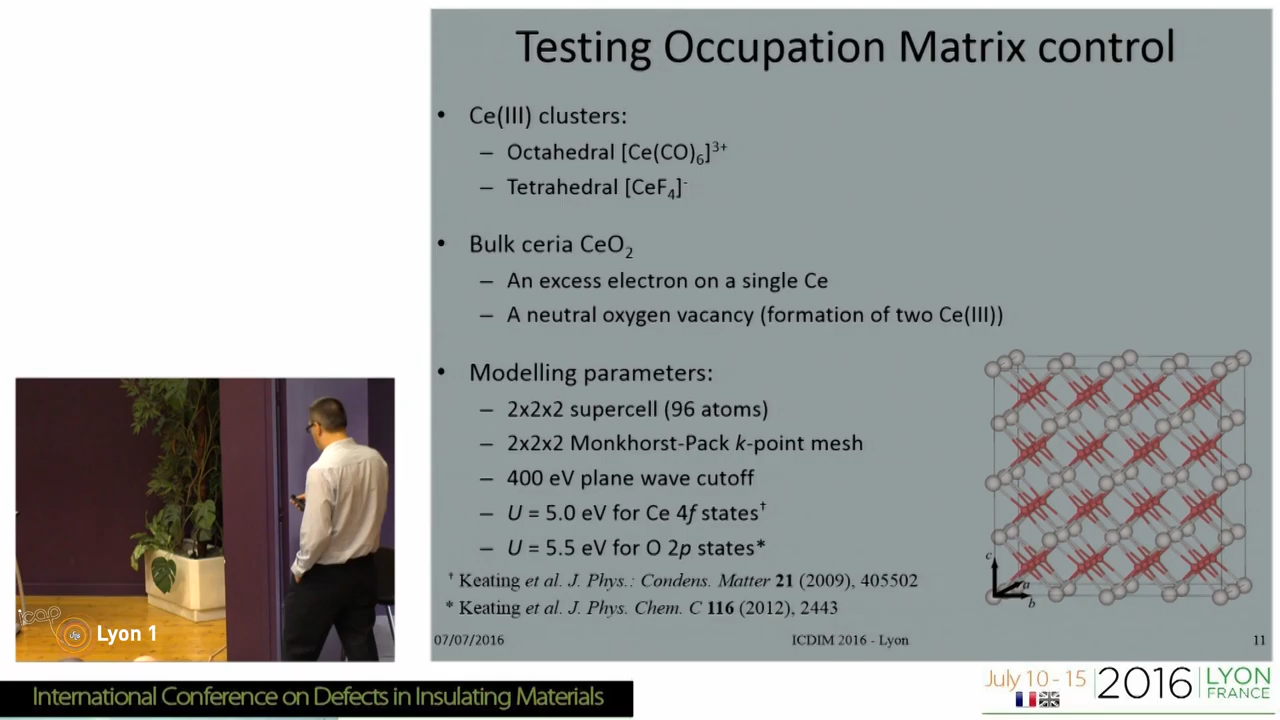 Testing Occupation Matrix control
• Ce(III) clusters:
– Octahedral [Ce(CO)₆]³⁺
– Tetrahedral [CeF₄]⁻
• Bulk ceria CeO₂
– An excess electron on a single Ce
– A neutral oxygen vacancy (formation of two Ce(III))
• Modelling parameters:
– 2x2x2 supercell (96 atoms)
– 2x2x2 Monkhorst-Pack k-point mesh
– 400 eV plane wave cutoff
– U = 5.0 eV for Ce 4f states†
– U = 5.5 eV for O 2p states*
† Keating et al. J. Phys.: Condens. Matter 21 (2009), 405502
* Keating et al. J. Phys. Chem. C 116 (2012), 2443
c
a
b
07/07/2016
ICDIM 2016 - Lyon
11
icap
Lyon 1
International Conference on Defects in Insulating Materials
July 10 - 15
2016
LYON
FRANCE